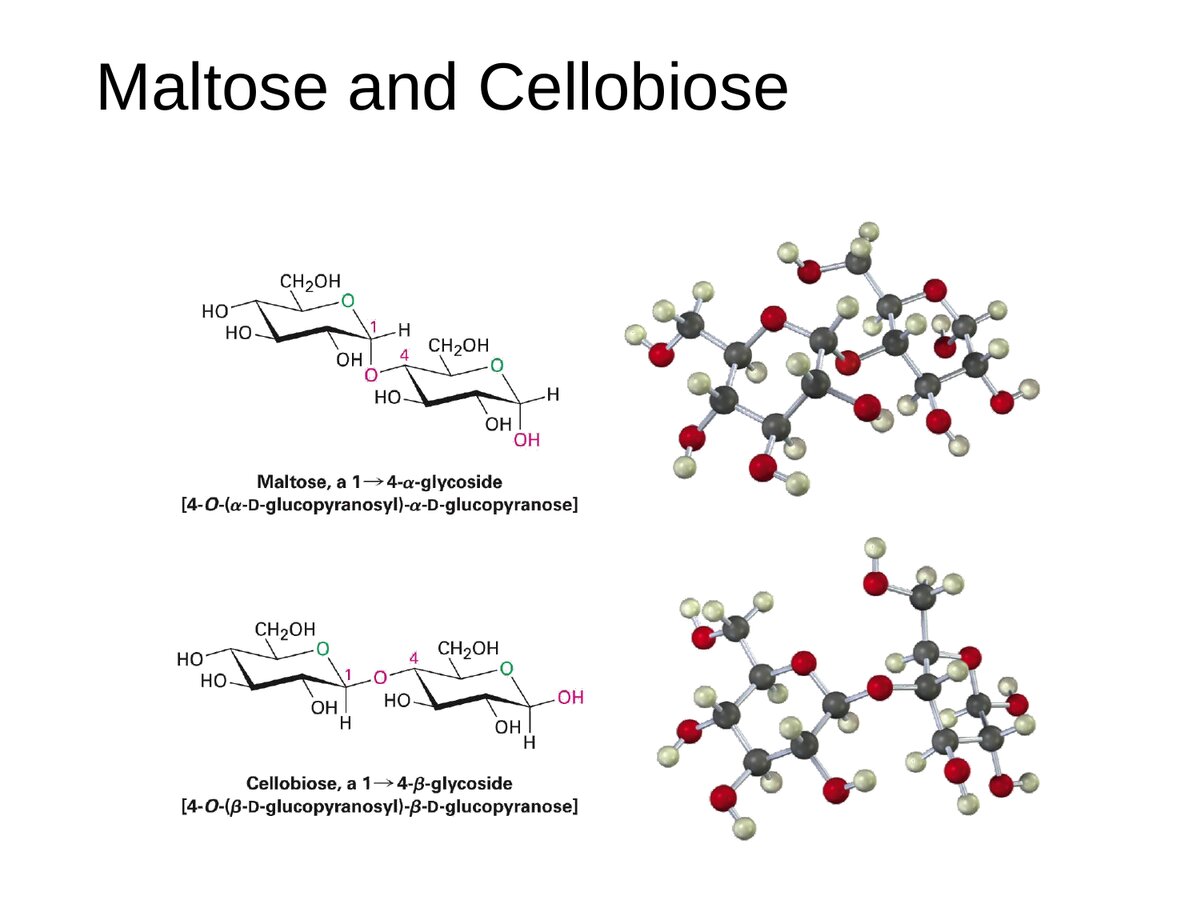 Maltose and Cellobiose
CH₂OH
HO
O
HO
1
H
OH
O
4
CH₂OH
O
HO
H
OH
OH
Maltose, a 1→4-α-glycoside
[4-O-(α-D-glucopyranosyl)-α-D-glucopyranose]
CH₂OH
HO
O
HO
1
O
4
CH₂OH
O
OH
H
HO
OH
OH
H
Cellobiose, a 1→4-β-glycoside
[4-O-(β-D-glucopyranosyl)-β-D-glucopyranose]